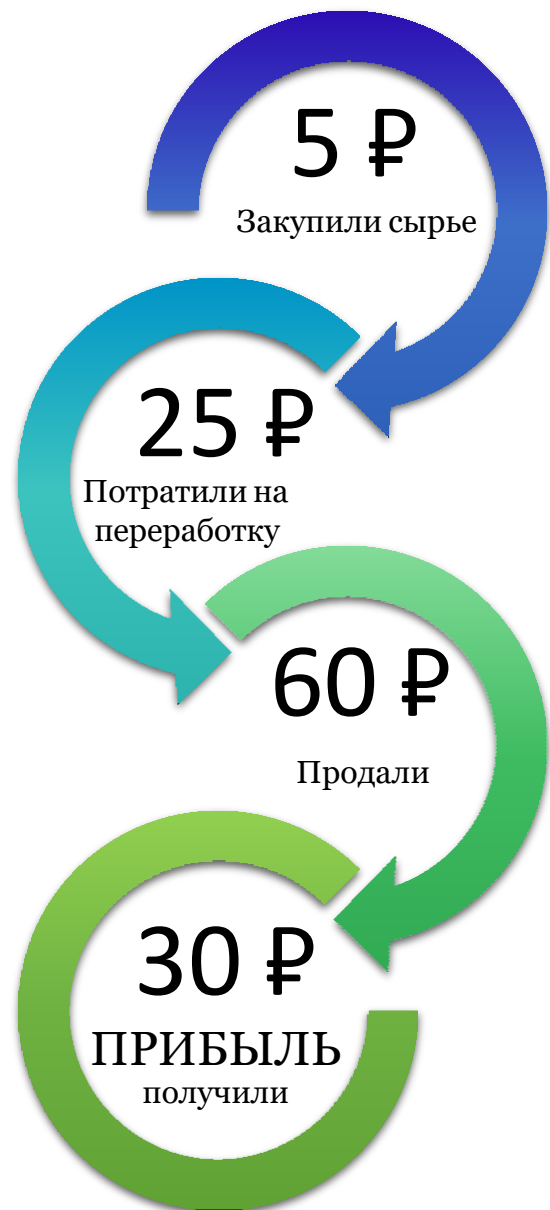 5 ₽
Закупили сырье
25 ₽
Потратили на
переработку
60 ₽
Продали
30 ₽
ПРИБЫЛЬ
получили